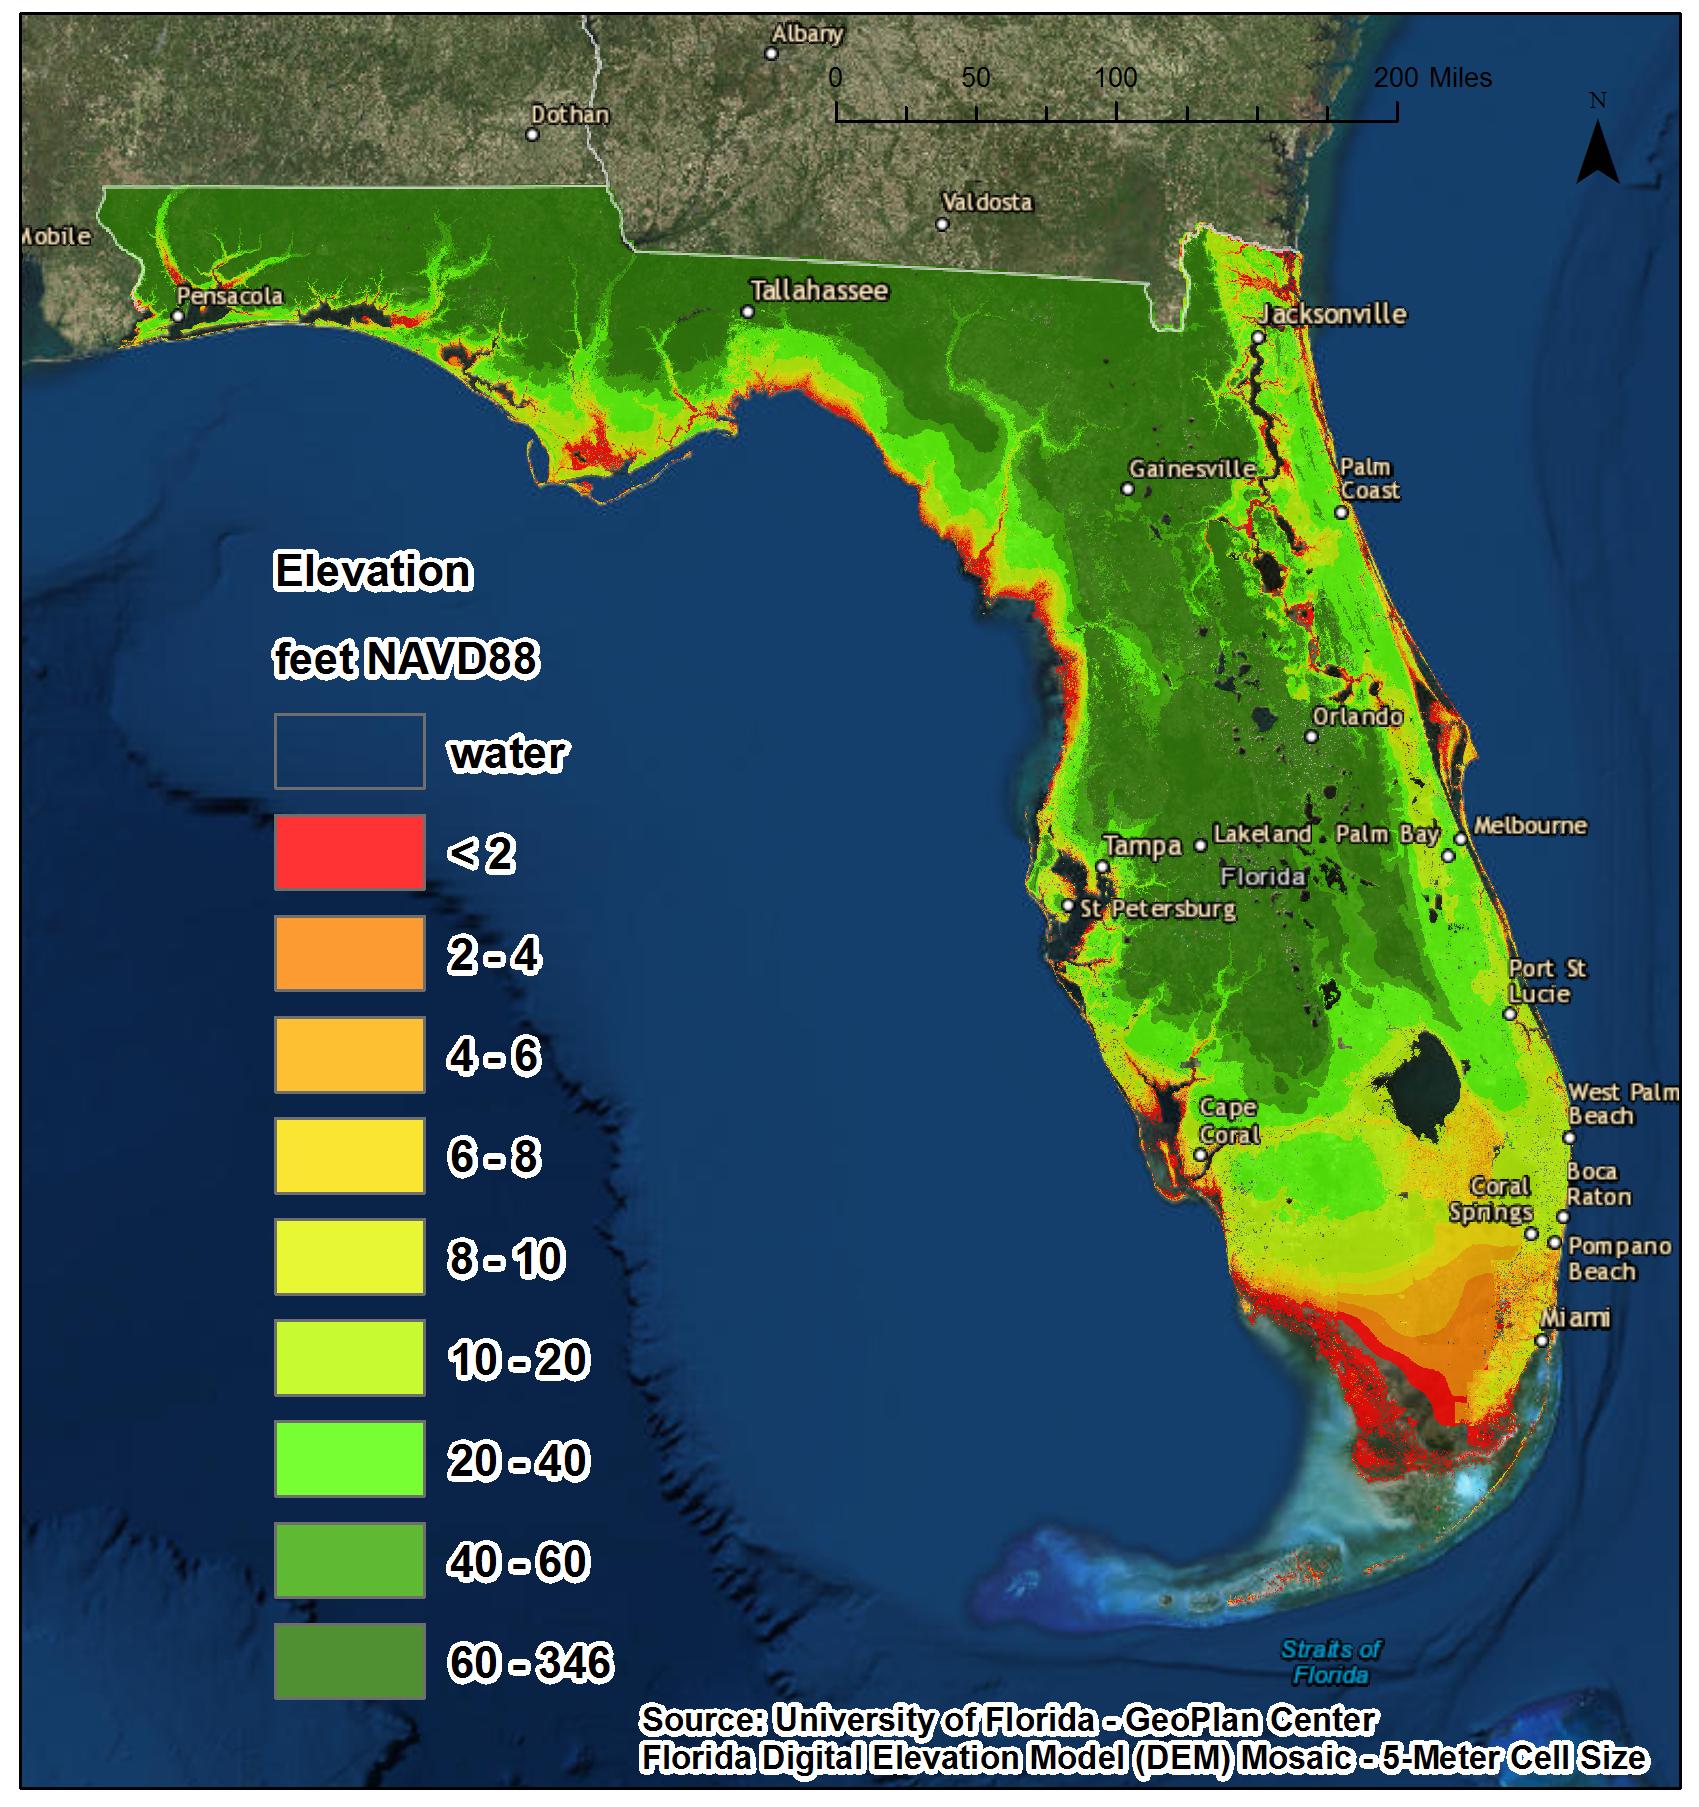 Albany
0 50 100 200 Miles
N
Dothan
Valdosta
Mobile
Pensacola
Tallahassee
Jacksonville
Gainesville
Palm
Coast
Elevation
feet NAVD88
water
< 2
2 - 4
4 - 6
6 - 8
8 - 10
10 - 20
20 - 40
40 - 60
60 - 346
Orlando
Tampa
Lakeland
Palm Bay
Melbourne
Florida
St Petersburg
Port St
Lucie
Cape
Coral
West Palm
Beach
Boca
Raton
Coral
Springs
Pompano
Beach
Miami
Straits of
Florida
Source: University of Florida - GeoPlan Center
Florida Digital Elevation Model (DEM) Mosaic - 5-Meter Cell Size